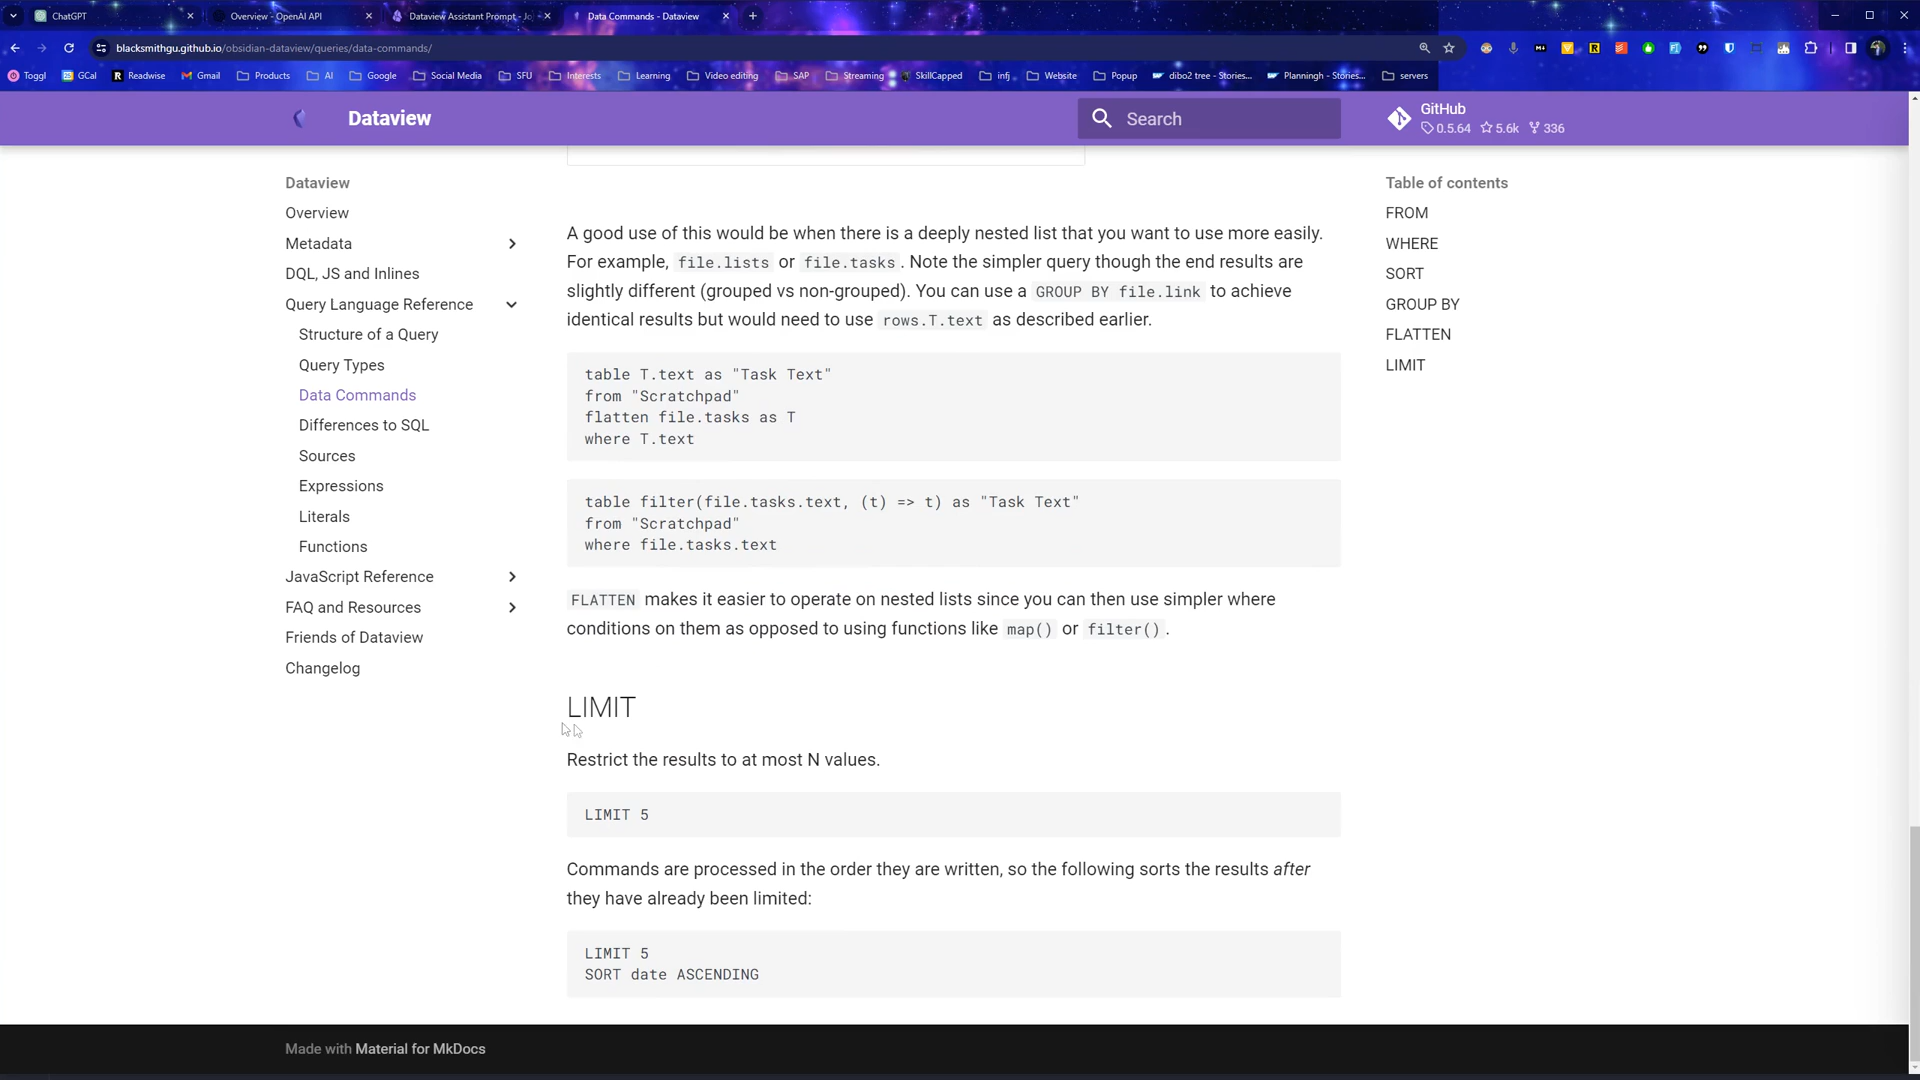 ChatGPT
Overview - OpenAI API
Dataview Assistant Prompt - Jo
Data Commands - Dataview
blacksmithgu.github.io/obsidian-dataview/queries/data-commands/
Toggl
GCal
Readwise
Gmail
Products
AI
Google
Social Media
SFU
Interests
Learning
Video editing
SAP
Streaming
SkillCapped
infj
Website
Popup
dibo2 tree - Stories...
Planningh - Stories...
servers
Dataview
Search
GitHub
0.5.64 5.6k 336
Dataview
Overview
Metadata
DQL, JS and Inlines
Query Language Reference
Structure of a Query
Query Types
Data Commands
Differences to SQL
Sources
Expressions
Literals
Functions
JavaScript Reference
FAQ and Resources
Friends of Dataview
Changelog
A good use of this would be when there is a deeply nested list that you want to use more easily.
For example, file.lists or file.tasks. Note the simpler query though the end results are
slightly different (grouped vs non-grouped). You can use a GROUP BY file.link to achieve
identical results but would need to use rows.T.text as described earlier.
table T.text as "Task Text"
from "Scratchpad"
flatten file.tasks as T
where T.text
table filter(file.tasks.text, (t) => t) as "Task Text"
from "Scratchpad"
where file.tasks.text
FLATTEN makes it easier to operate on nested lists since you can then use simpler where
conditions on them as opposed to using functions like map() or filter().
LIMIT
Restrict the results to at most N values.
LIMIT 5
Commands are processed in the order they are written, so the following sorts the results after
they have already been limited:
LIMIT 5
SORT date ASCENDING
Table of contents
FROM
WHERE
SORT
GROUP BY
FLATTEN
LIMIT
Made with Material for MkDocs